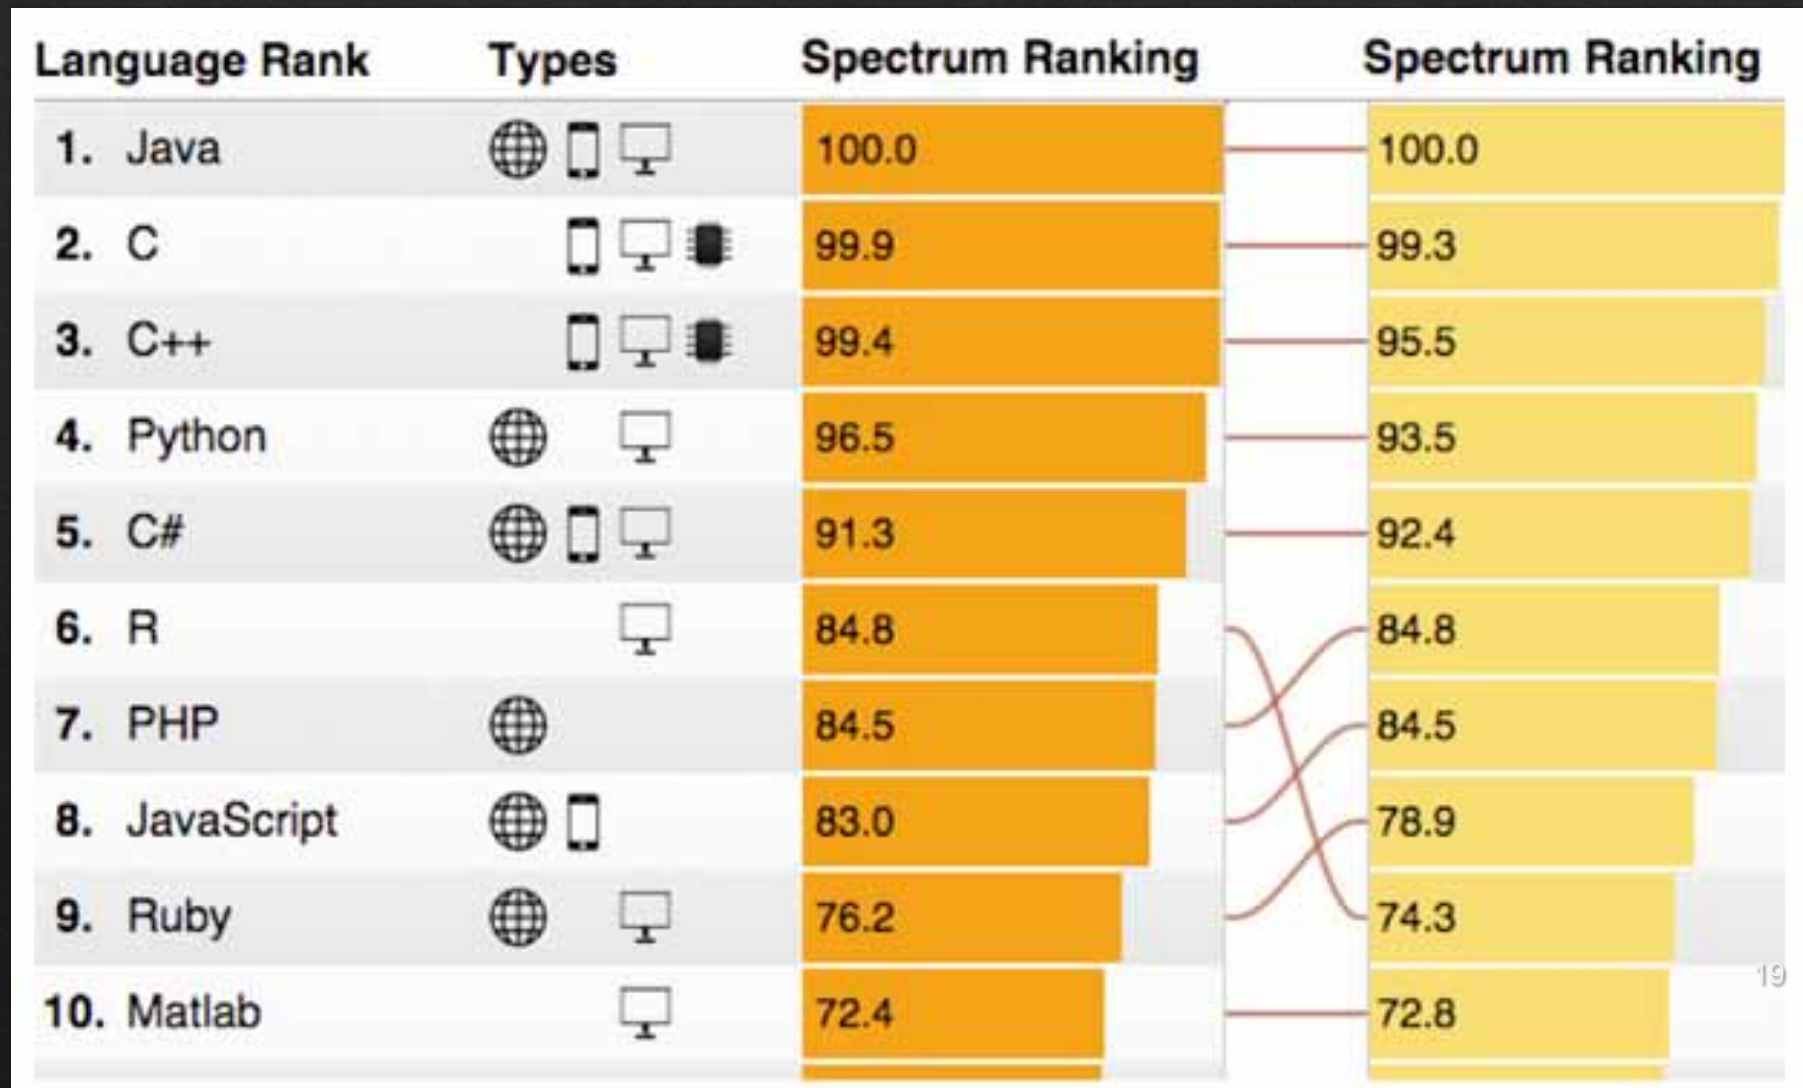 Language Rank Types Spectrum Ranking Spectrum Ranking
1. Java 100.0 100.0
2. C 99.9 99.3
3. C++ 99.4 95.5
4. Python 96.5 93.5
5. C# 91.3 92.4
6. R 84.8 84.8
7. PHP 84.5 84.5
8. JavaScript 83.0 78.9
9. Ruby 76.2 74.3
19
10. Matlab 72.4 72.8